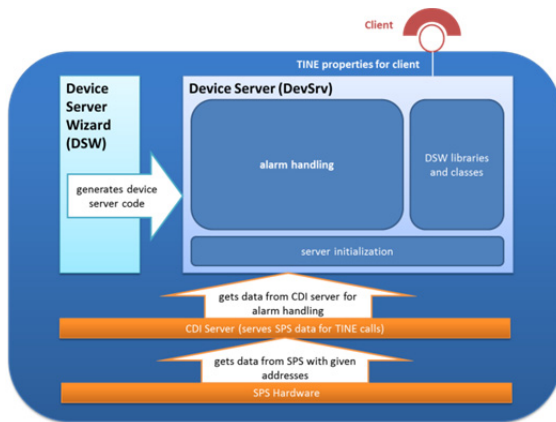 Client
TINE properties for client
Device
Server
Wizard
(DSW)
Device Server (DevSrv)
alarm handling
DSW libraries
and classes
generates device
server code
server initialization
gets data from CDI server for
alarm handling
CDI Server (serves SPS data for TINE calls)
gets data from SPS with given
addresses
SPS Hardware